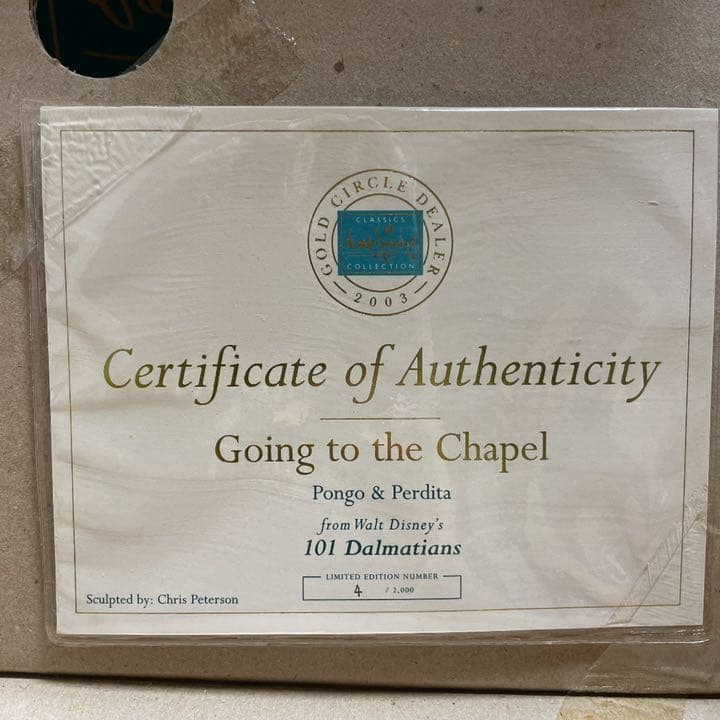 GOLD CIRCLE DEALER
CLASSICS
COLLECTION
2003
Certificate of Authenticity
Going to the Chapel
Pongo & Perdita
from Walt Disney's
101 Dalmatians
LIMITED EDITION NUMBER
4 / 2,000
Sculpted by: Chris Peterson